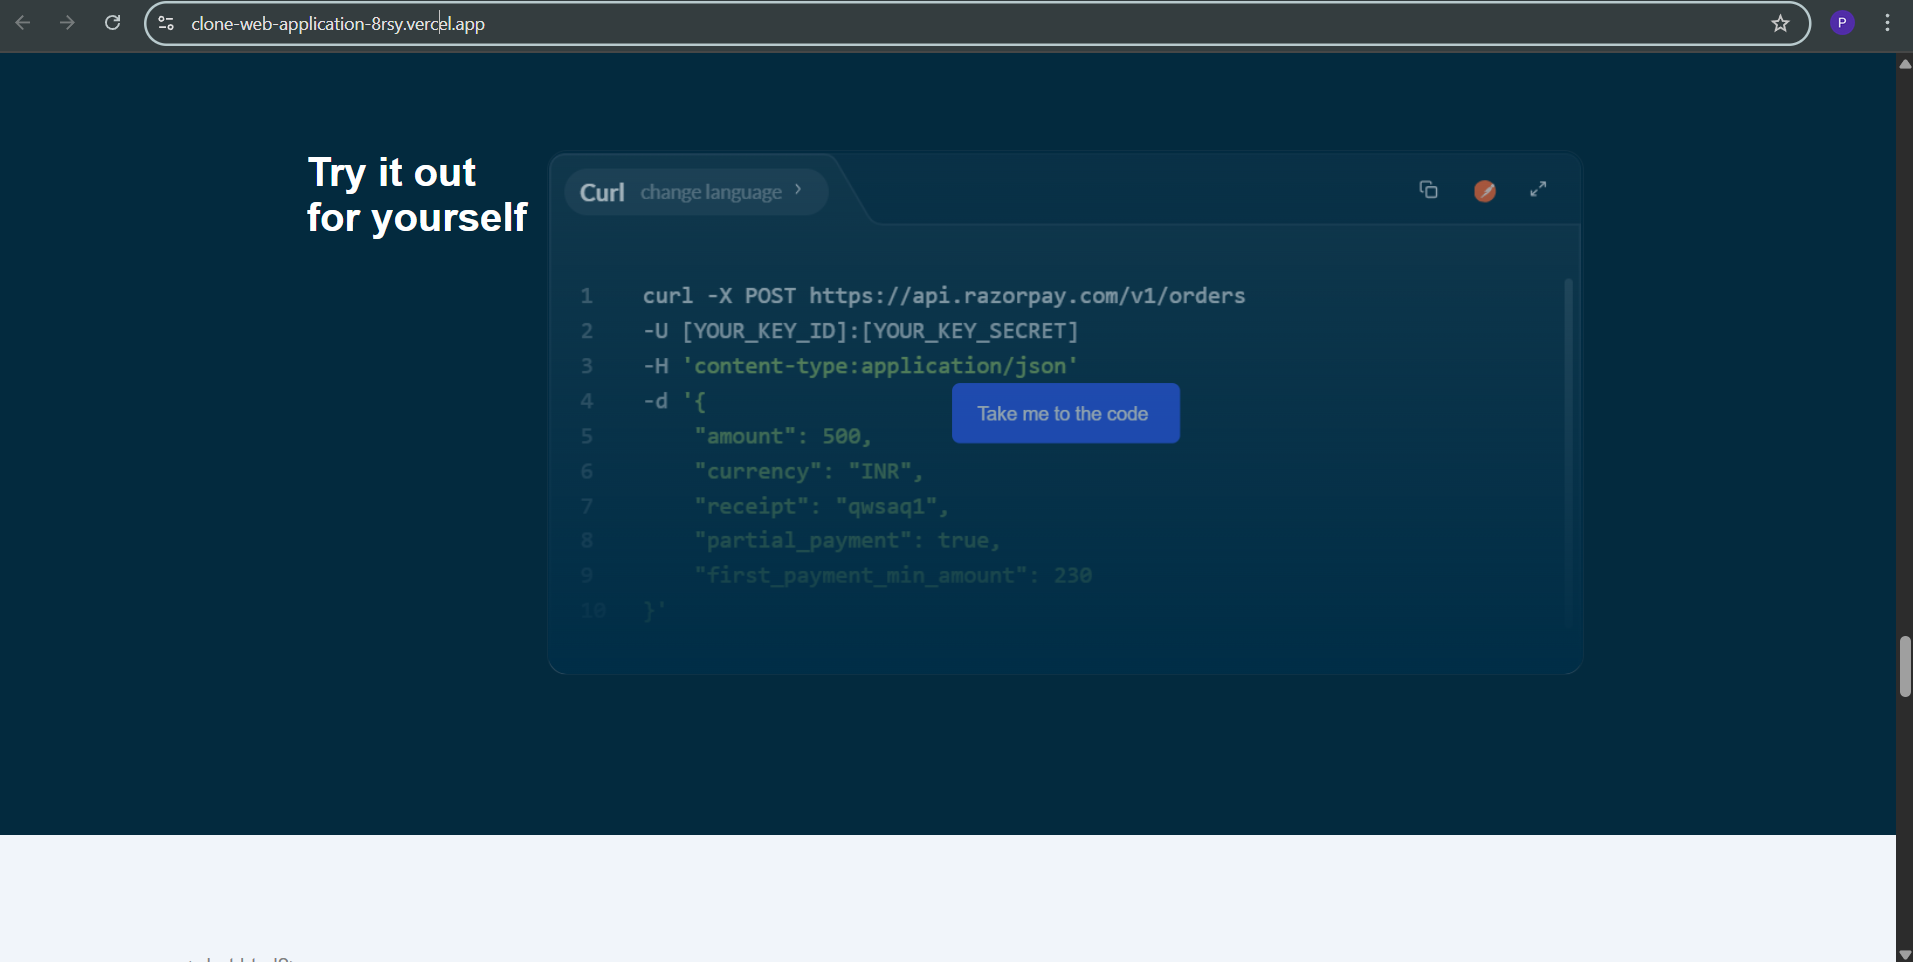 clone-web-application-8rsy.vercel.app
P
Try it out
for yourself
Curl change language
1 curl -X POST https://api.razorpay.com/v1/orders
2 -U [YOUR_KEY_ID]:[YOUR_KEY_SECRET]
3 -H 'content-type:application/json'
4 -d '{
Take me to the code
5 "amount": 500,
6 "currency": "INR",
7 "receipt": "qwsaq1",
8 "partial_payment": true,
9 "first_payment_min_amount": 230
10 }'